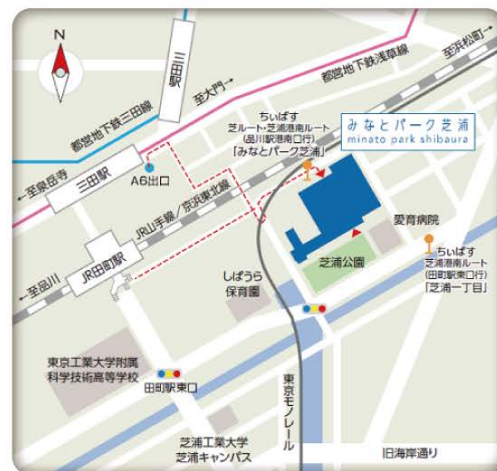 N
三田駅
都営地下鉄三田線
至大門→
都営地下鉄浅草線
至浜松町→
ちぃばす
芝ルート・芝浦港南ルート
(品川駅港南口行)
「みなとパーク芝浦」
みなとパーク芝浦
minato park shibaura
←至泉岳寺
三田駅
A6出口
JR山手線/京浜東北線
愛育病院
←至品川
JR田町駅
しばうら
保育園
芝浦公園
ちぃばす
芝浦港南ルート
(田町駅東口行)
「芝浦一丁目」
東京工業大学附属
科学技術高等学校
田町駅東口
東京モノレール
芝浦工業大学
芝浦キャンパス
旧海岸通り